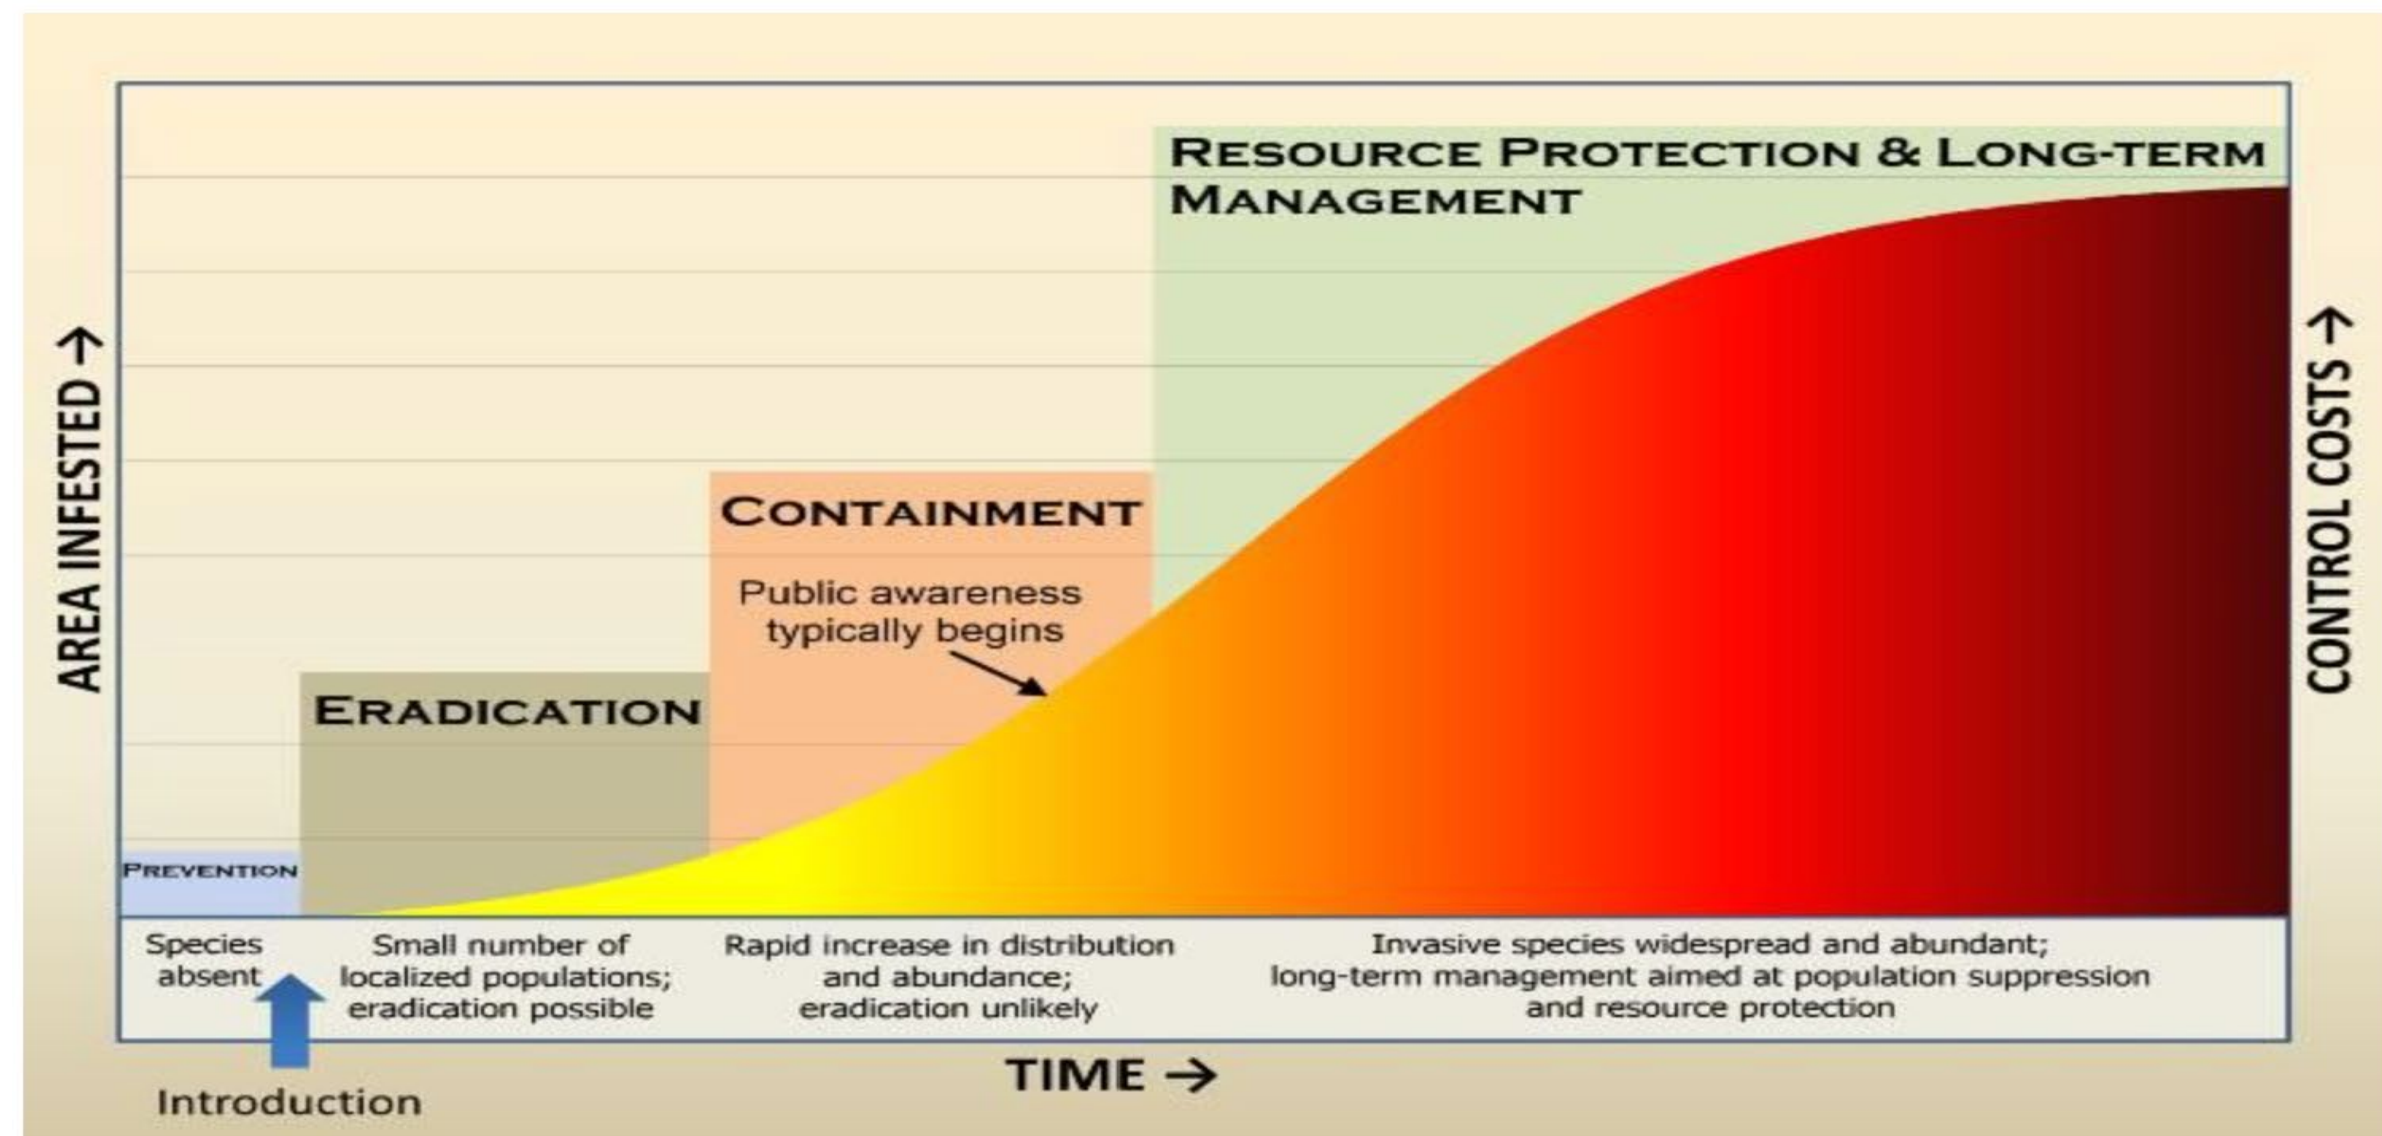 RESOURCE PROTECTION & LONG-TERM
MANAGEMENT
CONTAINMENT
Public awareness
typically begins
ERADICATION
PREVENTION
AREA INFESTED →
CONTROL COSTS →
Species
absent
Small number of
localized populations;
eradication possible
Rapid increase in distribution
and abundance;
eradication unlikely
Invasive species widespread and abundant;
long-term management aimed at population suppression
and resource protection
TIME →
Introduction